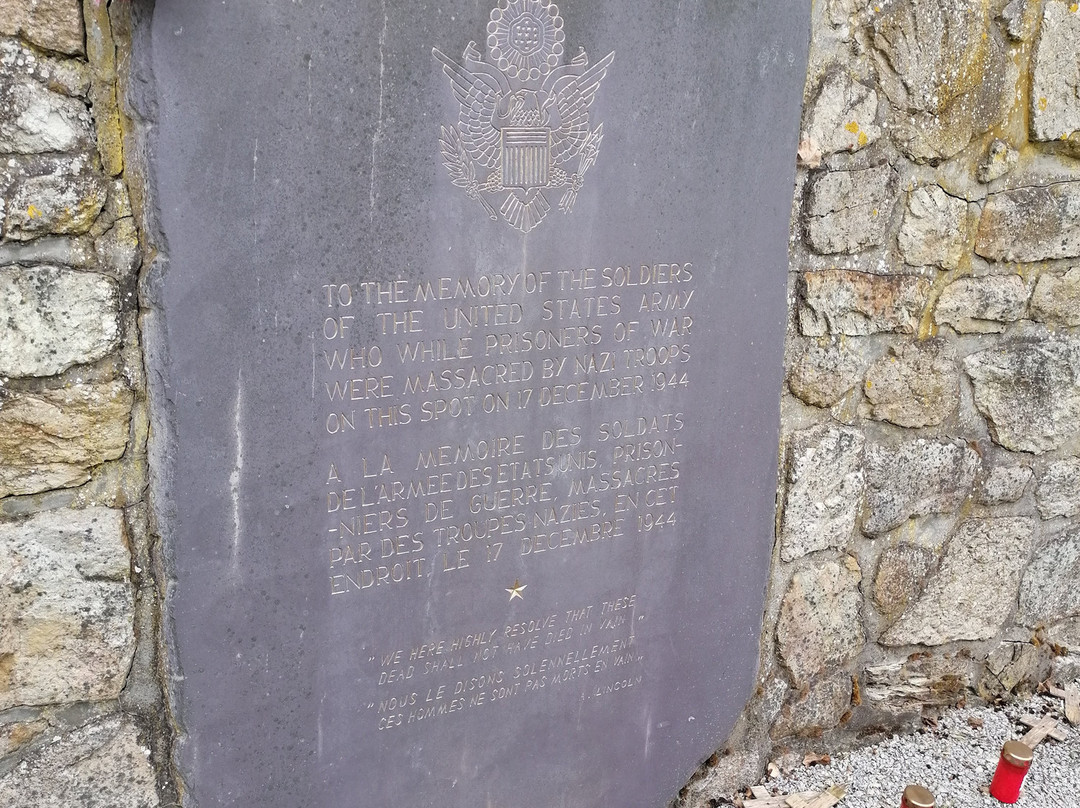 TO THE MEMORY OF THE SOLDIERS
OF THE UNITED STATES ARMY
WHO WHILE PRISONERS OF WAR
WERE MASSACRED BY NAZI TROOPS
ON THIS SPOT ON 17 DECEMBER 1944
A LA MEMOIRE DES SOLDATS
DE L'ARMEE DES ETATS UNIS, PRISON-
-NIERS DE GUERRE, MASSACRES
PAR DES TROUPES NAZIES, EN CET
ENDROIT, LE 17 DECEMBRE 1944
"WE HERE HIGHLY RESOLVE THAT THESE
DEAD SHALL NOT HAVE DIED IN VAIN!"
"NOUS LE DISONS SOLENNELLEMENT
CES HOMMES NE SONT PAS MORTS EN VAIN"
A. LINCOLN